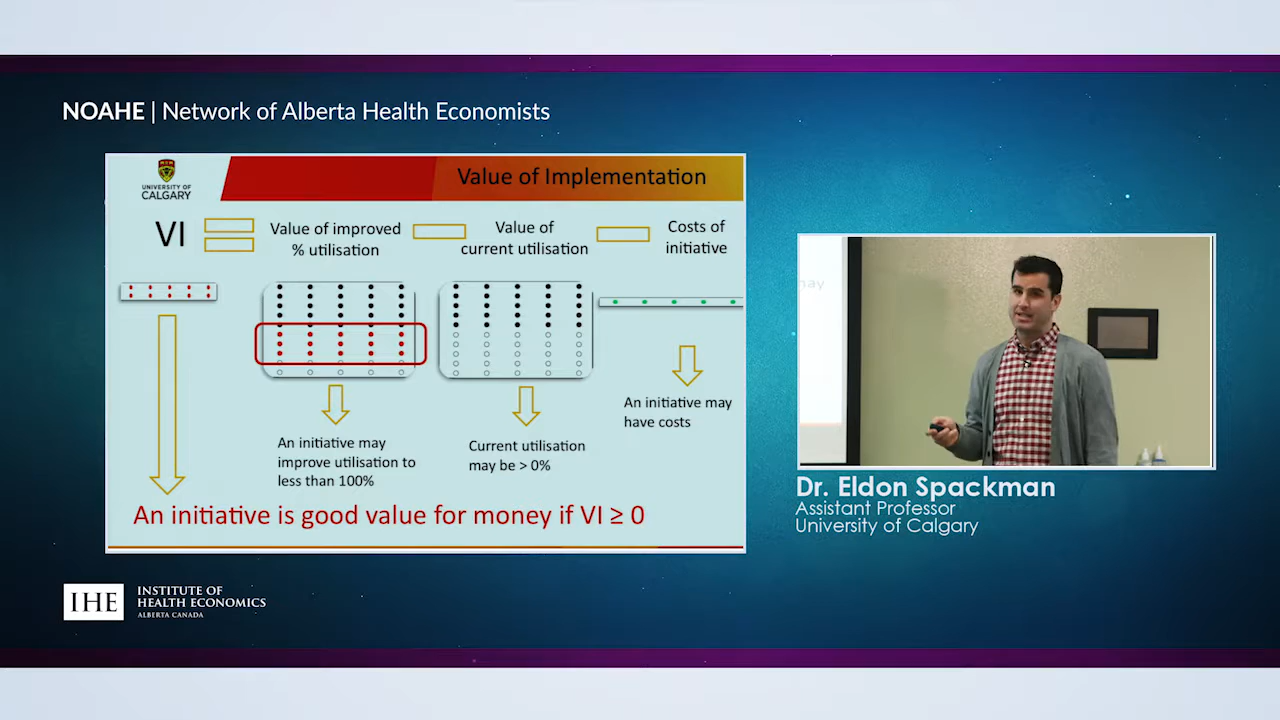 NOAHE | Network of Alberta Health Economists
UNIVERSITY OF
CALGARY
Value of Implementation
VI
Value of improved
% utilisation
Value of
current utilisation
Costs of
initiative
An initiative may
improve utilisation to
less than 100%
Current utilisation
may be > 0%
An initiative may
have costs
An initiative is good value for money if VI ≥ 0
may
Dr. Eldon Spackman
Assistant Professor
University of Calgary
IHE
INSTITUTE OF
HEALTH ECONOMICS
ALBERTA CANADA